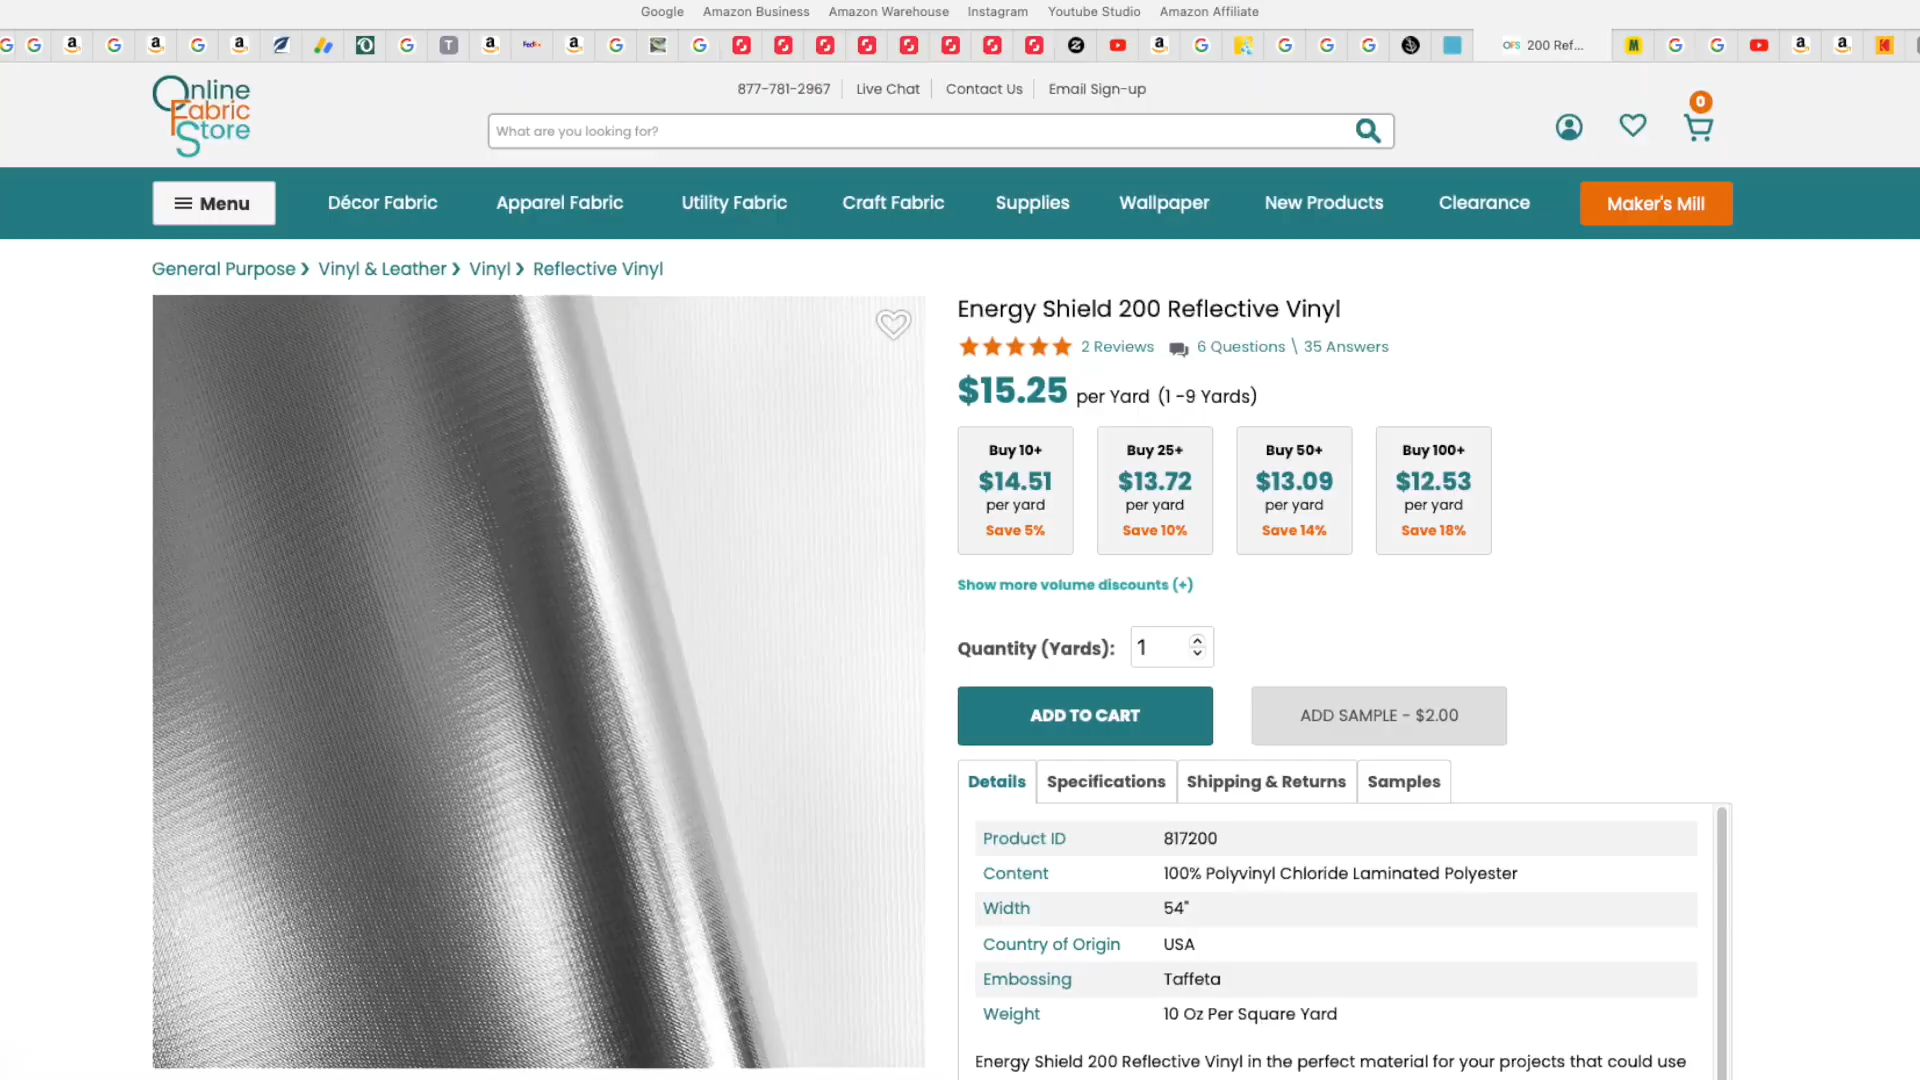 Google Amazon Business Amazon Warehouse Instagram Youtube Studio Amazon Affiliate
OFS 200 Ref...
Online
Fabric
Store
877-781-2967 Live Chat Contact Us Email Sign-up
What are you looking for?
0
Menu Décor Fabric Apparel Fabric Utility Fabric Craft Fabric Supplies Wallpaper New Products Clearance Maker's Mill
General Purpose › Vinyl & Leather › Vinyl › Reflective Vinyl
Energy Shield 200 Reflective Vinyl
2 Reviews 6 Questions \ 35 Answers
$15.25 per Yard (1 -9 Yards)
Buy 10+ Buy 25+ Buy 50+ Buy 100+
$14.51 $13.72 $13.09 $12.53
per yard per yard per yard per yard
Save 5% Save 10% Save 14% Save 18%
Show more volume discounts (+)
Quantity (Yards): 1
ADD TO CART ADD SAMPLE - $2.00
Details Specifications Shipping & Returns Samples
Product ID 817200
Content 100% Polyvinyl Chloride Laminated Polyester
Width 54"
Country of Origin USA
Embossing Taffeta
Weight 10 Oz Per Square Yard
Energy Shield 200 Reflective Vinyl in the perfect material for your projects that could use